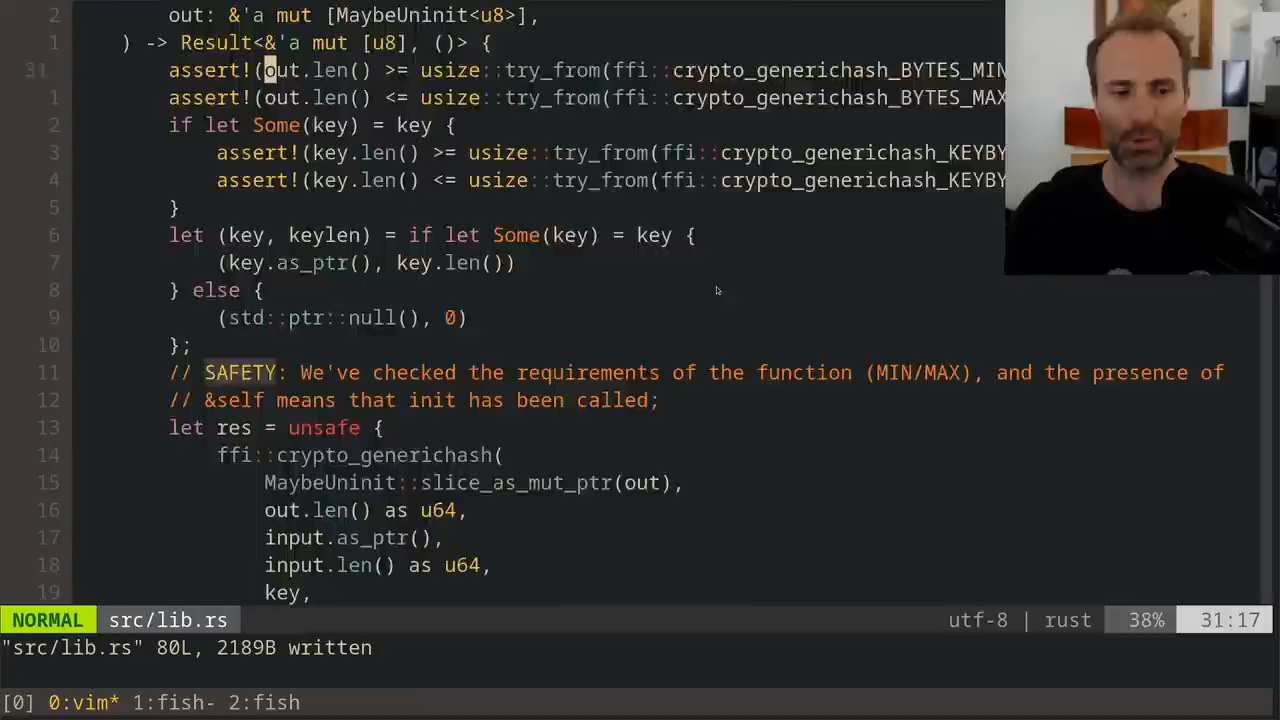 2 out: &'a mut [MaybeUninit<u8>],
1 ) -> Result<&'a mut [u8], ()> {
31 assert!(out.len() >= usize::try_from(ffi::crypto_generichash_BYTES_MIN
1 assert!(out.len() <= usize::try_from(ffi::crypto_generichash_BYTES_MAX
2 if let Some(key) = key {
3 assert!(key.len() >= usize::try_from(ffi::crypto_generichash_KEYBY
4 assert!(key.len() <= usize::try_from(ffi::crypto_generichash_KEYBY
5 }
6 let (key, keylen) = if let Some(key) = key {
7 (key.as_ptr(), key.len())
8 } else {
9 (std::ptr::null(), 0)
10 };
11 // SAFETY: We've checked the requirements of the function (MIN/MAX), and the presence of
12 // &self means that init has been called;
13 let res = unsafe {
14 ffi::crypto_generichash(
15 MaybeUninit::slice_as_mut_ptr(out),
16 out.len() as u64,
17 input.as_ptr(),
18 input.len() as u64,
19 key,
NORMAL src/lib.rs utf-8 | rust 38% 31:17
"src/lib.rs" 80L, 2189B written
[0] 0:vim* 1:fish- 2:fish